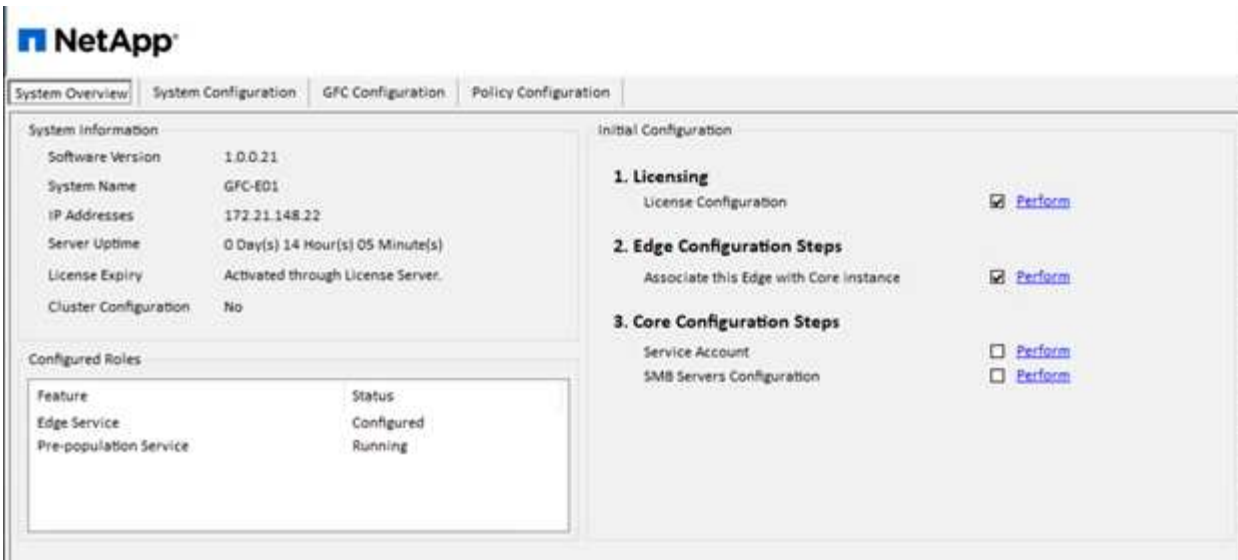 NetApp
System Overview System Configuration GFC Configuration Policy Configuration
System Information
Software Version 1.0.0.21
System Name GFC-E01
IP Addresses 172.21.148.22
Server Uptime 0 Day(s) 14 Hour(s) 05 Minute(s)
License Expiry Activated through License Server.
Cluster Configuration No
Configured Roles
Feature Status
Edge Service Configured
Pre-population Service Running
Initial Configuration
1. Licensing
License Configuration Perform
2. Edge Configuration Steps
Associate this Edge with Core instance Perform
3. Core Configuration Steps
Service Account Perform
SMB Servers Configuration Perform